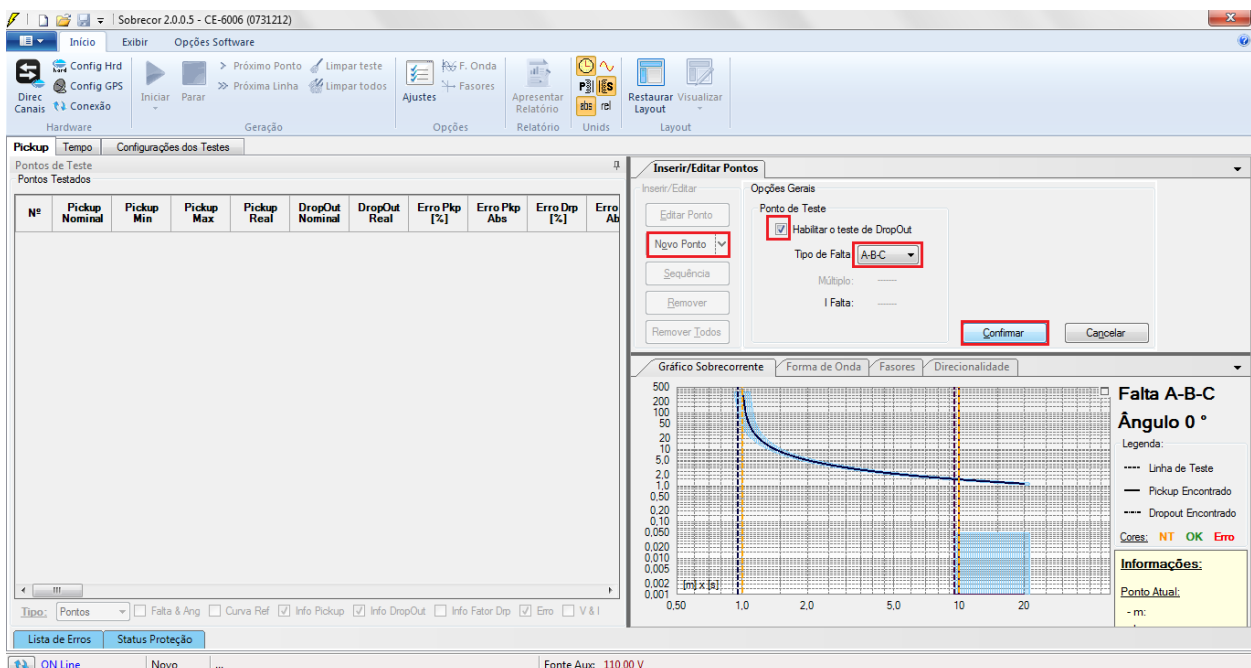 Sobrecor 2.0.0.5 - CE-6006 (0731212)
Início Exibir Opções Software
Direc Canais
Config Hrd
Config GPS
Conexão
Hardware
Iniciar
Parar
Próximo Ponto
Próxima Linha
Limpar teste
Limpar todos
Geração
Ajustes
F. Onda
Fasores
Opções
Apresentar Relatório
Relatório
abs rel
Unids
Restaurar Layout
Visualizar
Layout
Pickup Tempo Configurações dos Testes
Pontos de Teste
Pontos Testados
Nº
Pickup Nominal
Pickup Min
Pickup Max
Pickup Real
DropOut Nominal
DropOut Real
Erro Pkp [%]
Erro Pkp Abs
Erro Drp [%]
Erro Ab
Tipo: Pontos Falta & Ang Curva Ref Info Pickup Info DropOut Info Fator Drp Erro V & I
Inserir/Editar Pontos
Inserir/Editar
Editar Ponto
Novo Ponto
Sequência
Remover
Remover Todos
Opções Gerais
Ponto de Teste
Habilitar o teste de DropOut
Tipo de Falta A-B-C
Múltiplo: ——
I Falta: ——
Confirmar
Cancelar
Gráfico Sobrecorrente Forma de Onda Fasores Direcionalidade
500
200
100
50
20
10
5,0
2,0
1,0
0,50
0,20
0,10
0,050
0,020
0,010
0,005
0,002
0,001
[m] x [s]
0,50 1,0 2,0 5,0 10 20
Falta A-B-C
Ângulo 0 °
Legenda:
Linha de Teste
Pickup Encontrado
Dropout Encontrado
Cores: NT OK Erro
Informações:
Ponto Atual:
- m:
Lista de Erros Status Proteção
ON Line Novo ... Fonte Aux: 110,00 V